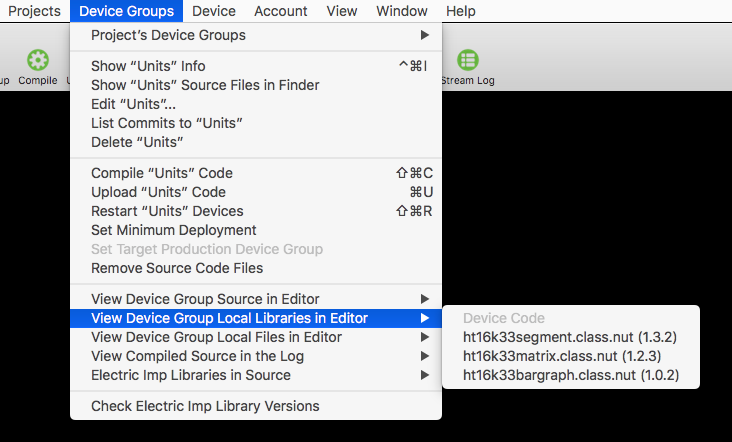 Projects Device Groups Device Account View Window Help
Project's Device Groups
up Compile U Stream Log
Show “Units” Info ^⌘I
Show “Units” Source Files in Finder
Edit “Units”...
List Commits to “Units”
Delete “Units”
Compile “Units” Code ⇧⌘C
Upload “Units” Code ⌘U
Restart “Units” Devices ⇧⌘R
Set Minimum Deployment
Set Target Production Device Group
Remove Source Code Files
View Device Group Source in Editor
View Device Group Local Libraries in Editor
View Device Group Local Files in Editor
View Compiled Source in the Log
Electric Imp Libraries in Source
Check Electric Imp Library Versions
Device Code
ht16k33segment.class.nut (1.3.2)
ht16k33matrix.class.nut (1.2.3)
ht16k33bargraph.class.nut (1.0.2)